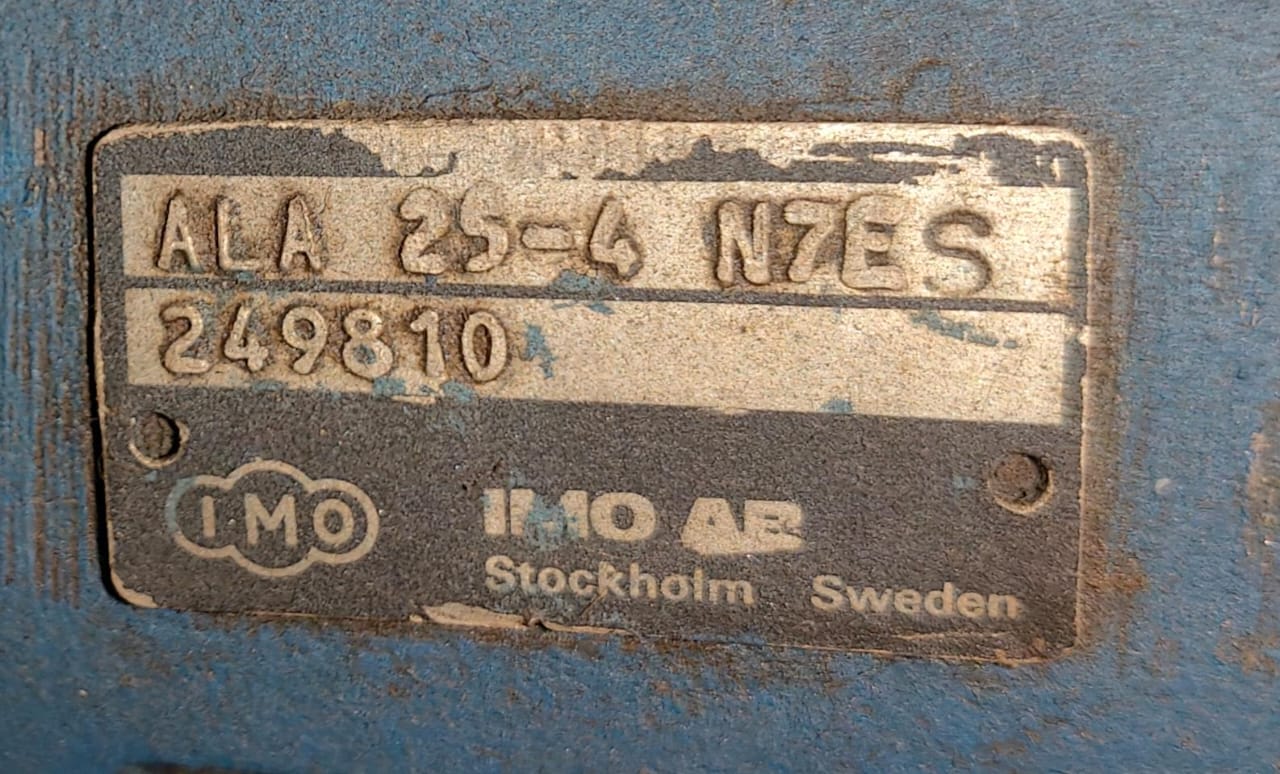 ALA 25-4 N7ES
249810
IMO
IMO AB
Stockholm Sweden